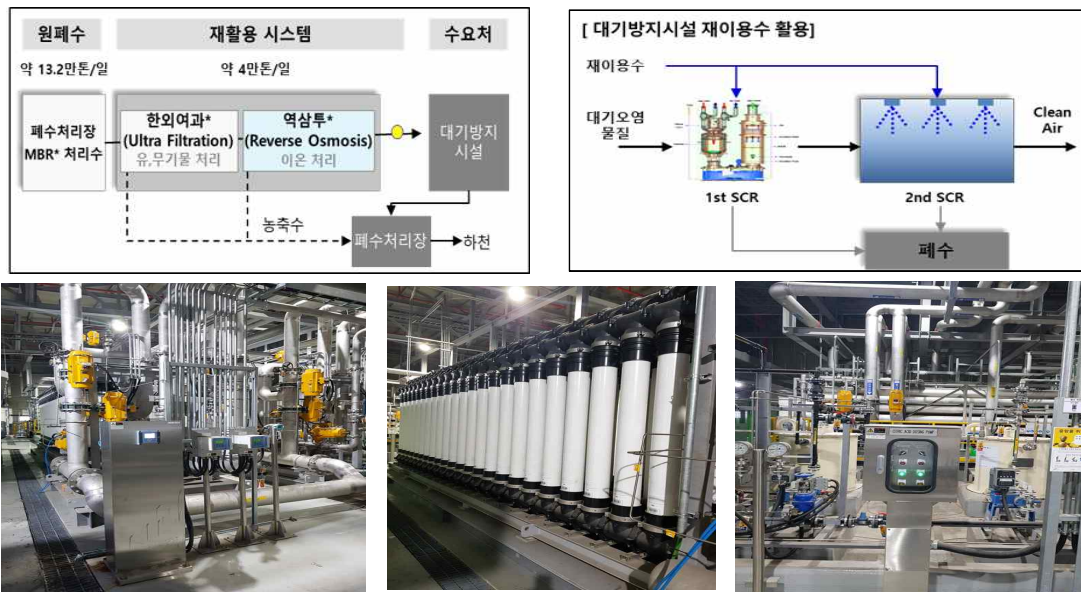 원폐수
재활용 시스템
수요처
약 13.2만톤/일
약 4만톤/일
폐수처리장
MBR* 처리수
한외여과*
(Ultra Filtration)
유,무기물 처리
역삼투*
(Reverse Osmosis)
이온 처리
대기방지
시설
농축수
폐수처리장
하천
[ 대기방지시설 재이용수 활용]
재이용수
대기오염
물질
Clean
Air
1st SCR
2nd SCR
폐수